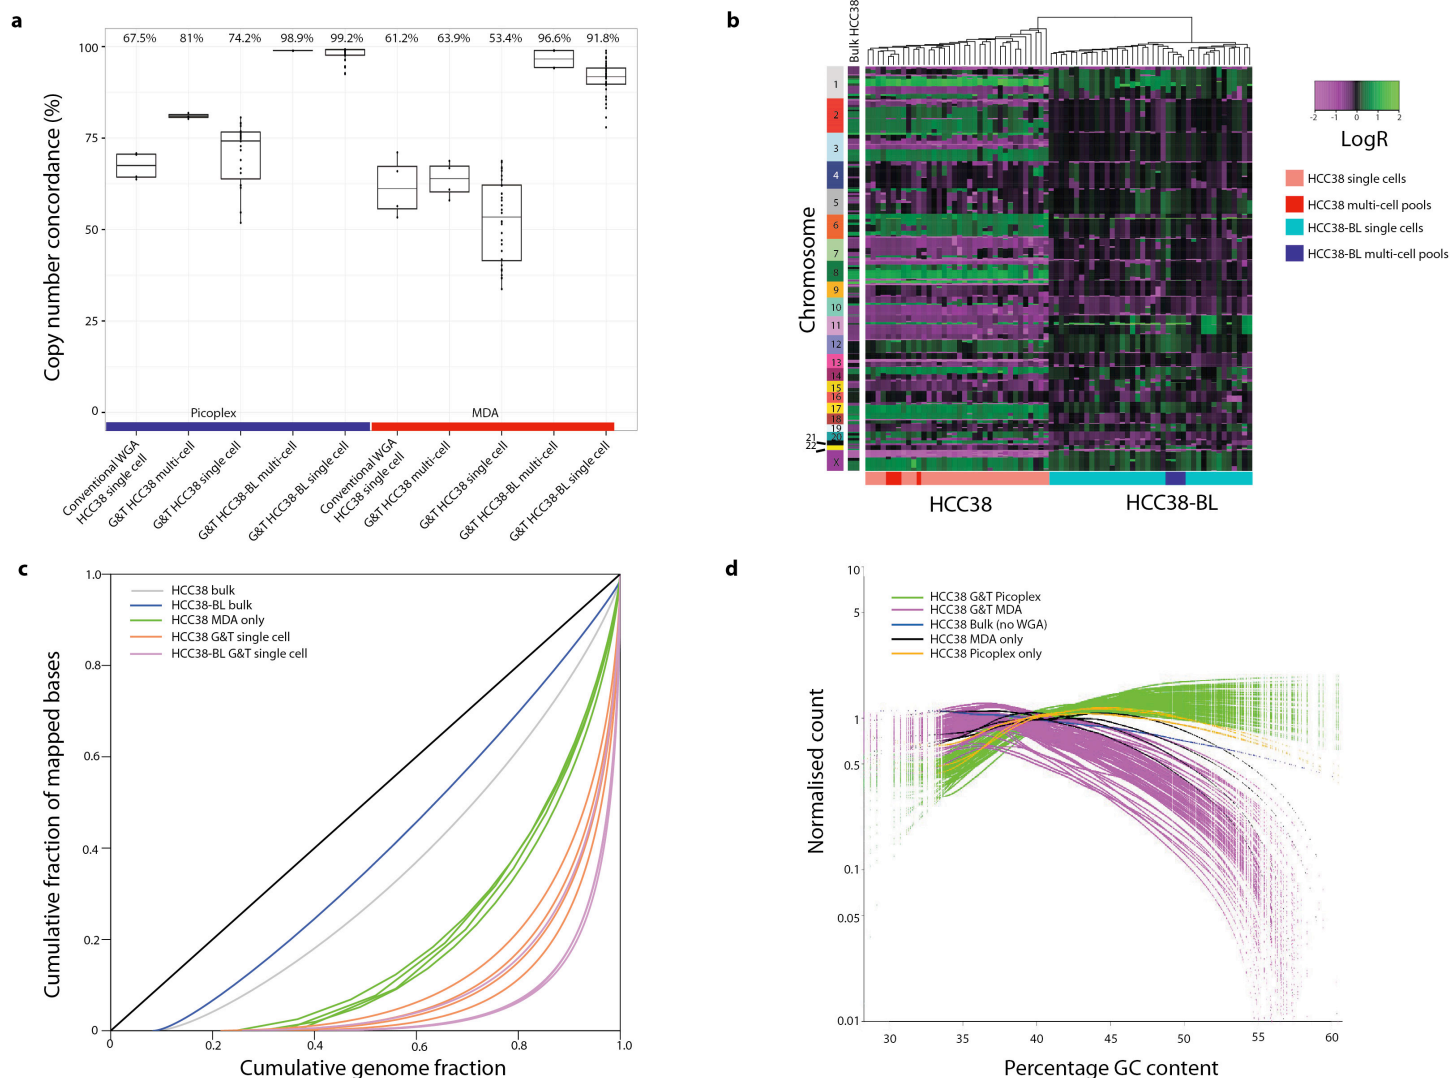 a
67.5% 81% 74.2% 98.9% 99.2% 61.2% 63.9% 53.4% 96.6% 91.8%
100
75
50
25
0
Copy number concordance (%)
Picoplex MDA
Conventional WGA
HCC38 single cell
G&T HCC38 multi-cell
G&T HCC38 single cell
G&T HCC38-BL multi-cell
G&T HCC38-BL single cell
Conventional WGA
HCC38 single cell
G&T HCC38 multi-cell
G&T HCC38 single cell
G&T HCC38-BL multi-cell
G&T HCC38-BL single cell
b
Bulk HCC38
Chromosome
1
2
3
4
5
6
7
8
9
10
11
12
13
14
15
16
17
18
19
20
21
22
X
HCC38 HCC38-BL
-2 -1 0 1 2
LogR
HCC38 single cells
HCC38 multi-cell pools
HCC38-BL single cells
HCC38-BL multi-cell pools
c
1.0
0.8
0.6
0.4
0.2
0
Cumulative fraction of mapped bases
HCC38 bulk
HCC38-BL bulk
HCC38 MDA only
HCC38 G&T single cell
HCC38-BL G&T single cell
0 0.2 0.4 0.6 0.8 1.0
Cumulative genome fraction
d
10
5
1
0.5
0.1
0.05
0.01
Normalised count
HCC38 G&T Picoplex
HCC38 G&T MDA
HCC38 Bulk (no WGA)
HCC38 MDA only
HCC38 Picoplex only
30 35 40 45 50 55 60
Percentage GC content